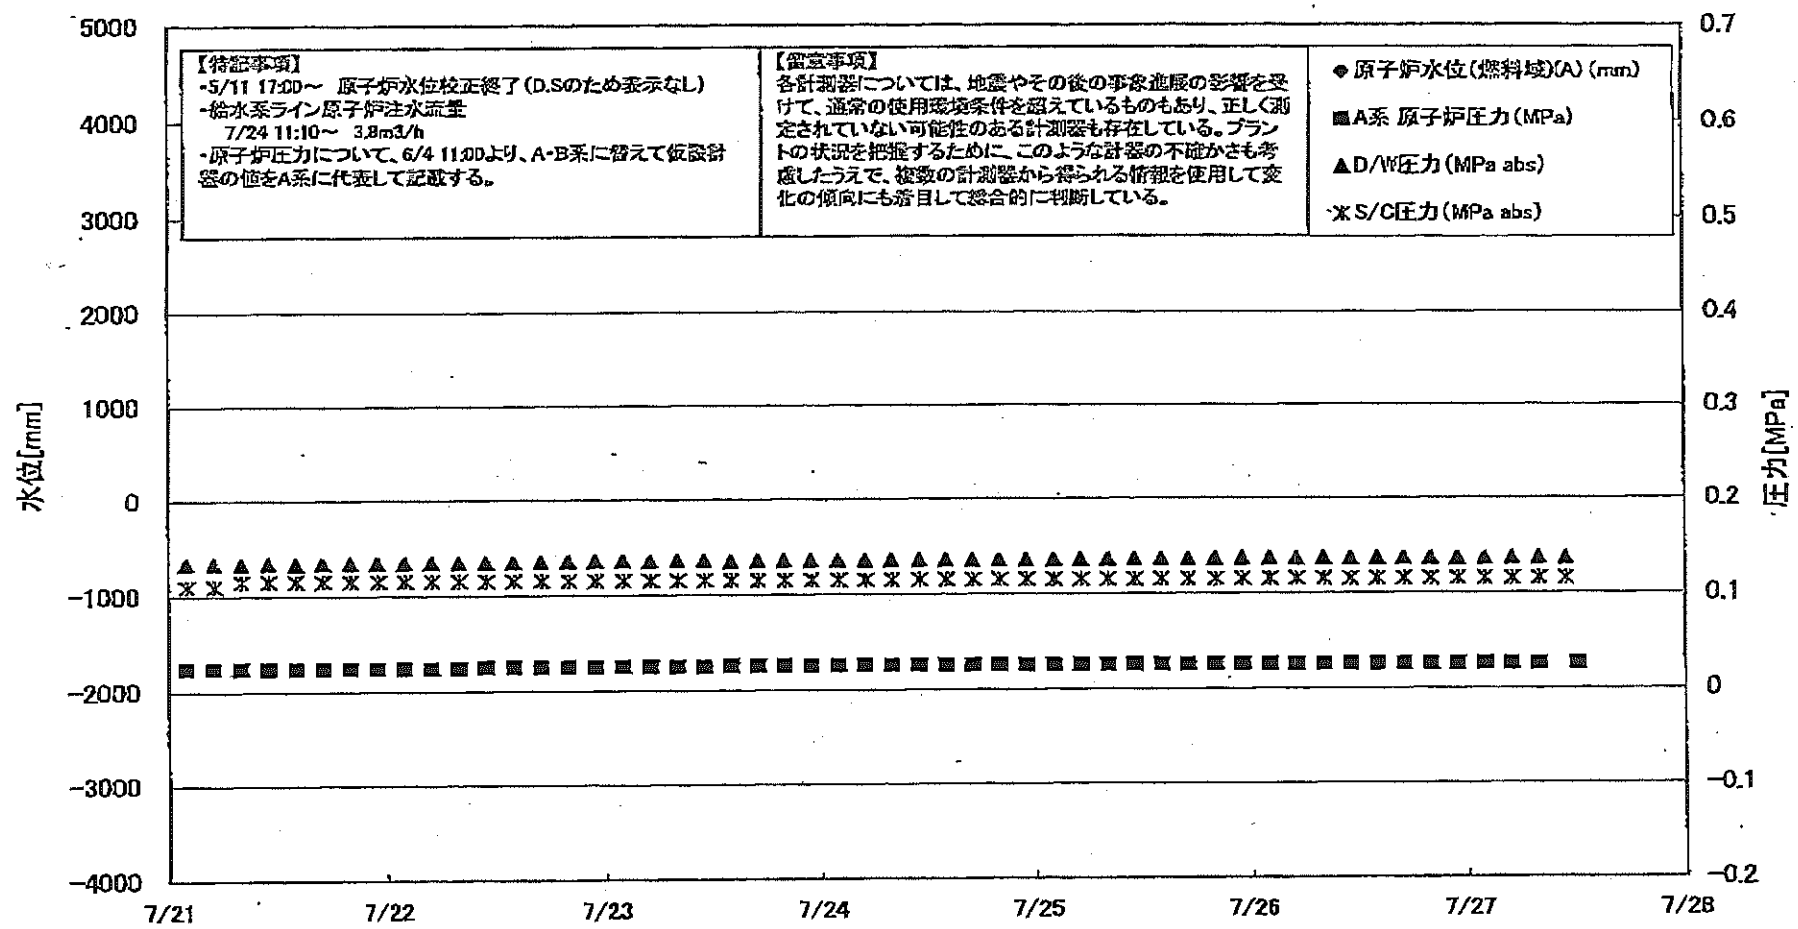 5000
4000
3000
2000
1000
0
-1000
-2000
-3000
-4000
水位[mm]
【特記事項】
・5/11 17:00～ 原子炉水位校正終了(D.Sのため表示なし)
・給水系ライン原子炉注水流量
7/24 11:10～ 3.8m3/h
・原子炉圧力について、6/4 11:00より、A・B系に替えて仮設計
器の値をA系に代表して記載する。
【留意事項】
各計測器については、地震やその後の事象進展の影響を受
けて、通常の使用環境条件を超えているものもあり、正しく測
定されていない可能性のある計測器も存在している。プラン
トの状況を把握するために、このような計器の不確かさも考
慮したうえで、複数の計測器から得られる情報を使用して変
化の傾向にも着目して総合的に判断している。
原子炉水位(燃料域)(A)(mm)
A系 原子炉圧力(MPa)
D/W圧力(MPa abs)
S/C圧力(MPa abs)
0.7
0.6
0.5
0.4
0.3
0.2
0.1
0
-0.1
-0.2
圧力[MPa]
7/21
7/22
7/23
7/24
7/25
7/26
7/27
7/28